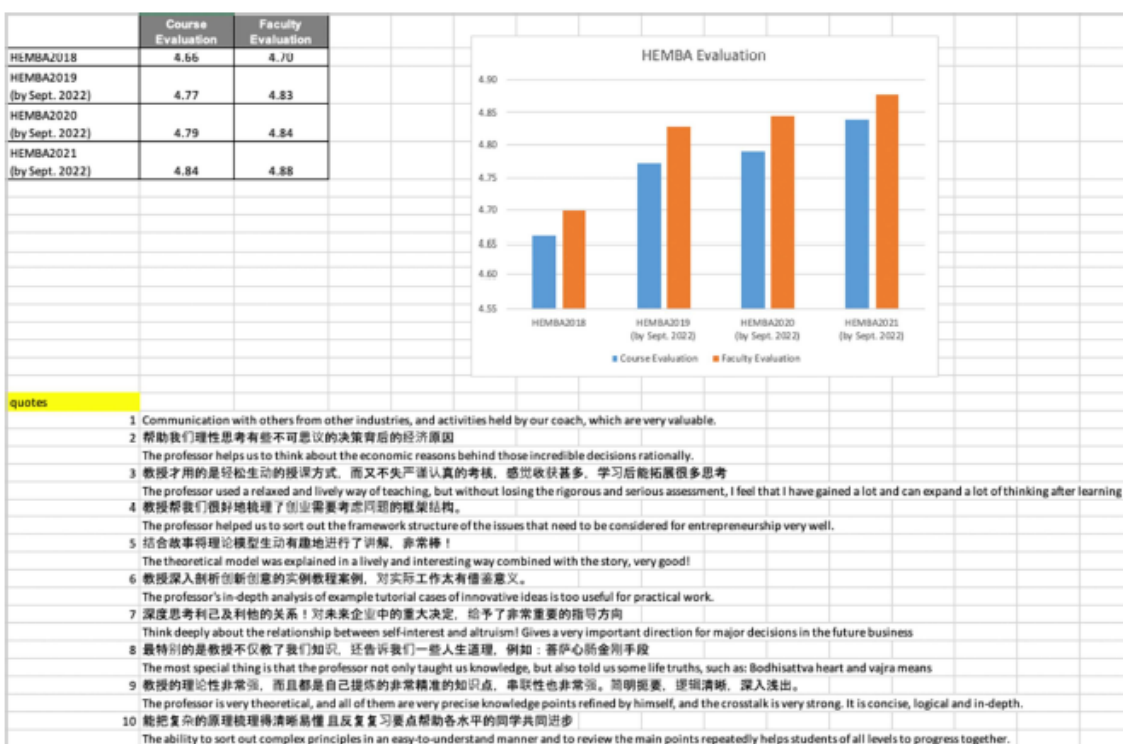 Course Evaluation Faculty Evaluation
HEMBA2018 4.66 4.70
HEMBA2019
(by Sept. 2022) 4.77 4.83
HEMBA2020
(by Sept. 2022) 4.79 4.84
HEMBA2021
(by Sept. 2022) 4.84 4.88
HEMBA Evaluation
4.90
4.85
4.80
4.75
4.70
4.65
4.60
4.55
HEMBA2018 HEMBA2019 (by Sept. 2022) HEMBA2020 (by Sept. 2022) HEMBA2021 (by Sept. 2022)
Course Evaluation Faculty Evaluation
quotes
1 Communication with others from other industries, and activities held by our coach, which are very valuable.
2 帮助我们理性思考有些不可思议的决策背后的经济原因
The professor helps us to think about the economic reasons behind those incredible decisions rationally.
3 教授才用的是轻松生动的授课方式，而又不失严谨认真的考核，感觉收获甚多，学习后能拓展很多思考
The professor used a relaxed and lively way of teaching, but without losing the rigorous and serious assessment, I feel that I have gained a lot and can expand a lot of thinking after learning
4 教授帮我们很好地梳理了创业需要考虑问题的框架结构。
The professor helped us to sort out the framework structure of the issues that need to be considered for entrepreneurship very well.
5 结合故事将理论模型生动有趣地进行了讲解，非常棒！
The theoretical model was explained in a lively and interesting way combined with the story, very good!
6 教授深入剖析创新创意的实例教程案例，对实际工作太有借鉴意义。
The professor's in-depth analysis of example tutorial cases of innovative ideas is too useful for practical work.
7 深度思考利己及利他的关系！对未来企业中的重大决定，给予了非常重要的指导方向
Think deeply about the relationship between self-interest and altruism! Gives a very important direction for major decisions in the future business
8 最特别的是教授不仅教了我们知识，还告诉我们一些人生道理，例如：菩萨心肠金刚手段
The most special thing is that the professor not only taught us knowledge, but also told us some life truths, such as: Bodhisattva heart and vajra means
9 教授的理论性非常强，而且都是自己提炼的非常精准的知识点，串联性也非常强。简明扼要，逻辑清晰，深入浅出。
The professor is very theoretical, and all of them are very precise knowledge points refined by himself, and the crosstalk is very strong. It is concise, logical and in-depth.
10 能把复杂的原理梳理得清晰易懂且反复复习要点帮助各水平的同学共同进步
The ability to sort out complex principles in an easy-to-understand manner and to review the main points repeatedly helps students of all levels to progress together.